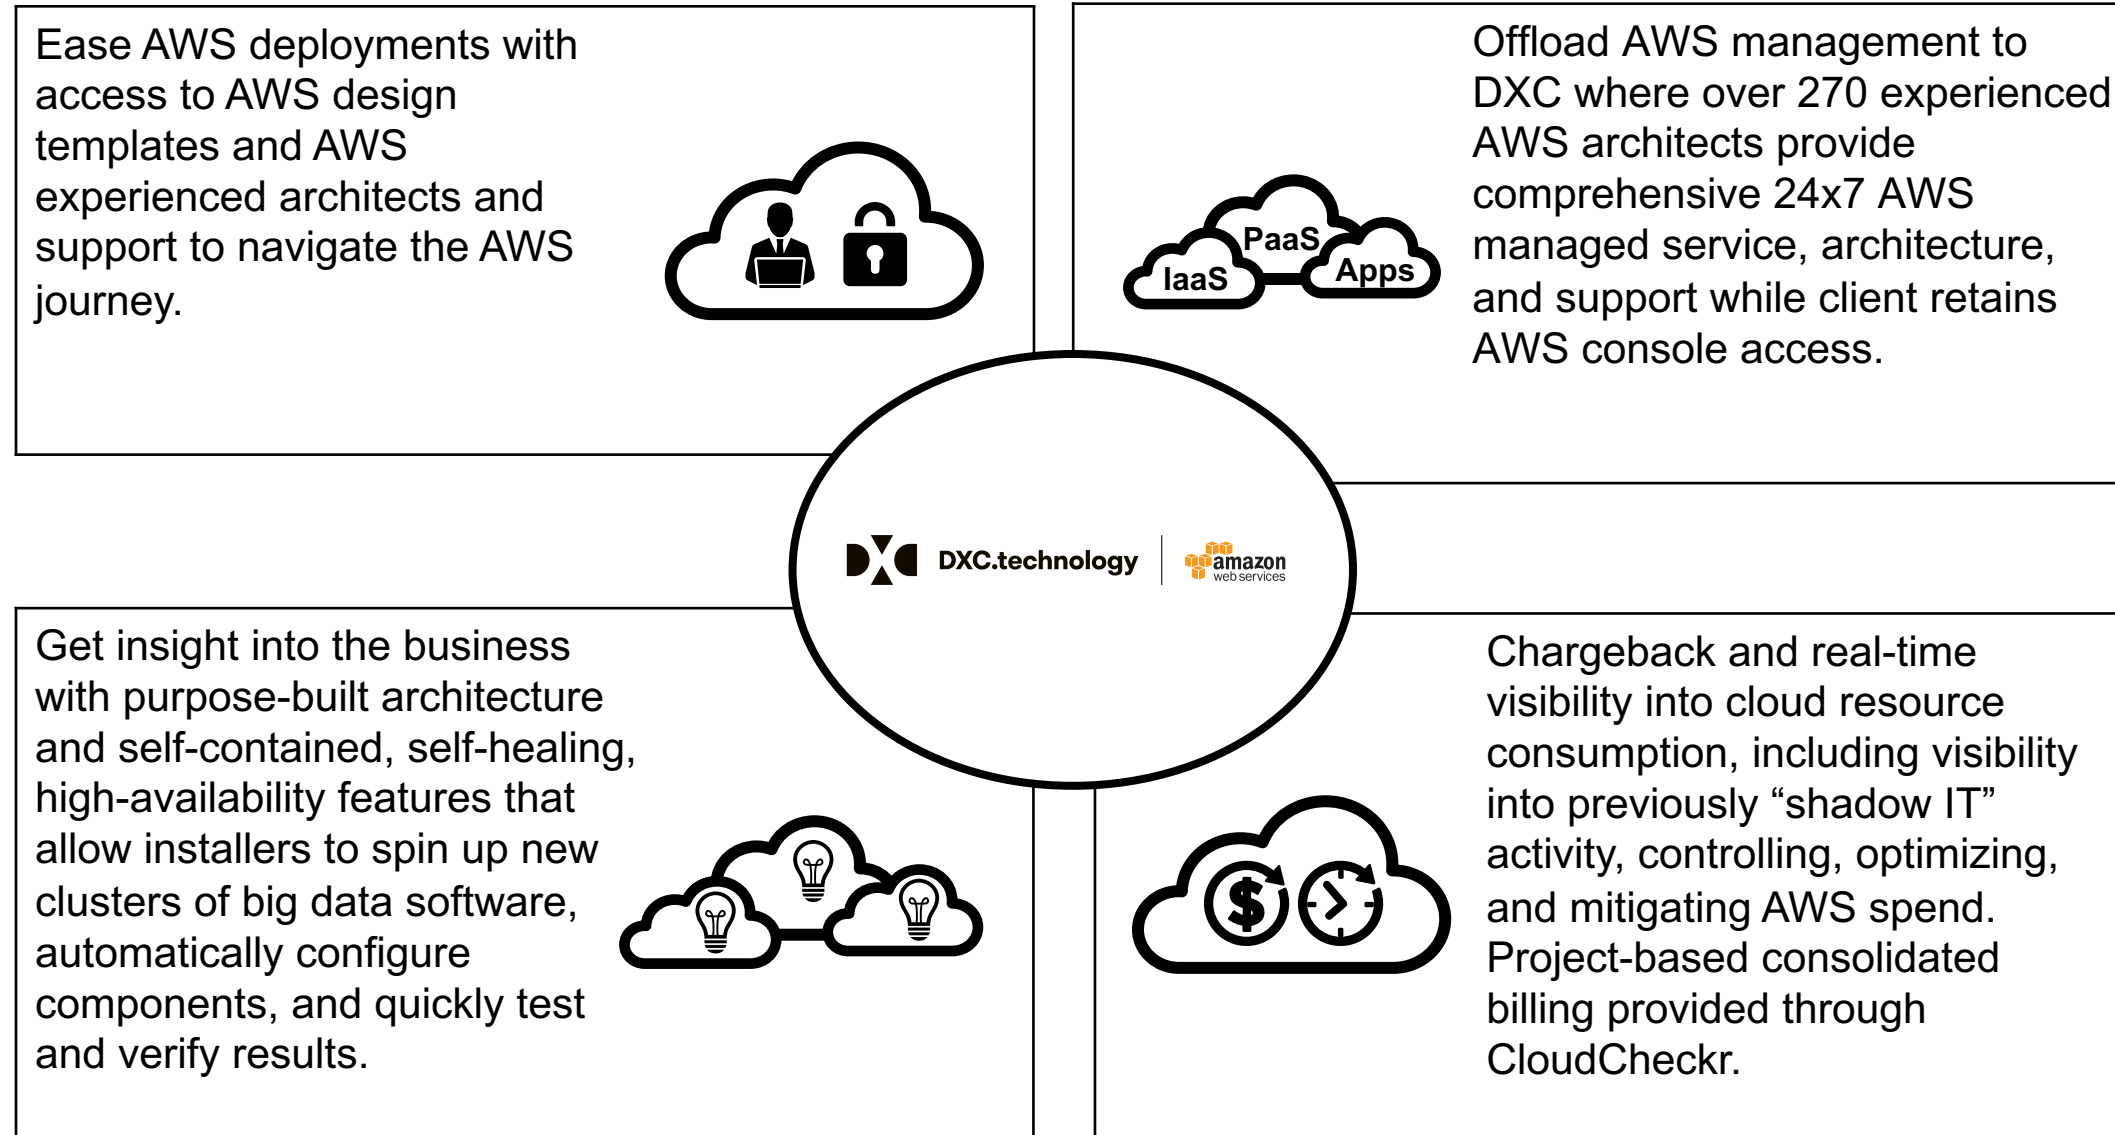 Ease AWS deployments with
access to AWS design
templates and AWS
experienced architects and
support to navigate the AWS
journey.
Offload AWS management to
DXC where over 270 experienced
AWS architects provide
comprehensive 24x7 AWS
managed service, architecture,
and support while client retains
AWS console access.
PaaS
IaaS
Apps
DXC.technology
amazon
web services
Get insight into the business
with purpose-built architecture
and self-contained, self-healing,
high-availability features that
allow installers to spin up new
clusters of big data software,
automatically configure
components, and quickly test
and verify results.
$
Chargeback and real-time
visibility into cloud resource
consumption, including visibility
into previously “shadow IT”
activity, controlling, optimizing,
and mitigating AWS spend.
Project-based consolidated
billing provided through
CloudCheckr.